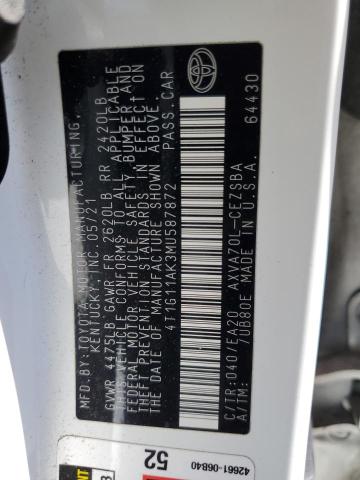 MFD.BY:TOYOTA MOTOR MANUFACTURING,
KENTUCKY, INC. 05/21
GVWR 4475LB GAWR FR 2620LB RR 2420LB
THIS VEHICLE CONFORMS TO ALL APPLICABLE
FEDERAL MOTOR VEHICLE SAFETY, BUMPER, AND
THEFT PREVENTION STANDARDS IN EFFECT ON
THE DATE OF MANUFACTURE SHOWN ABOVE.
4T1G11AK3MU587872 PASS.CAR
C/TR:040/EA20 AXVA70L-CEZSBA
A/TM: /UB80E MADE IN U.S.A.
64430
52
42661-06B40